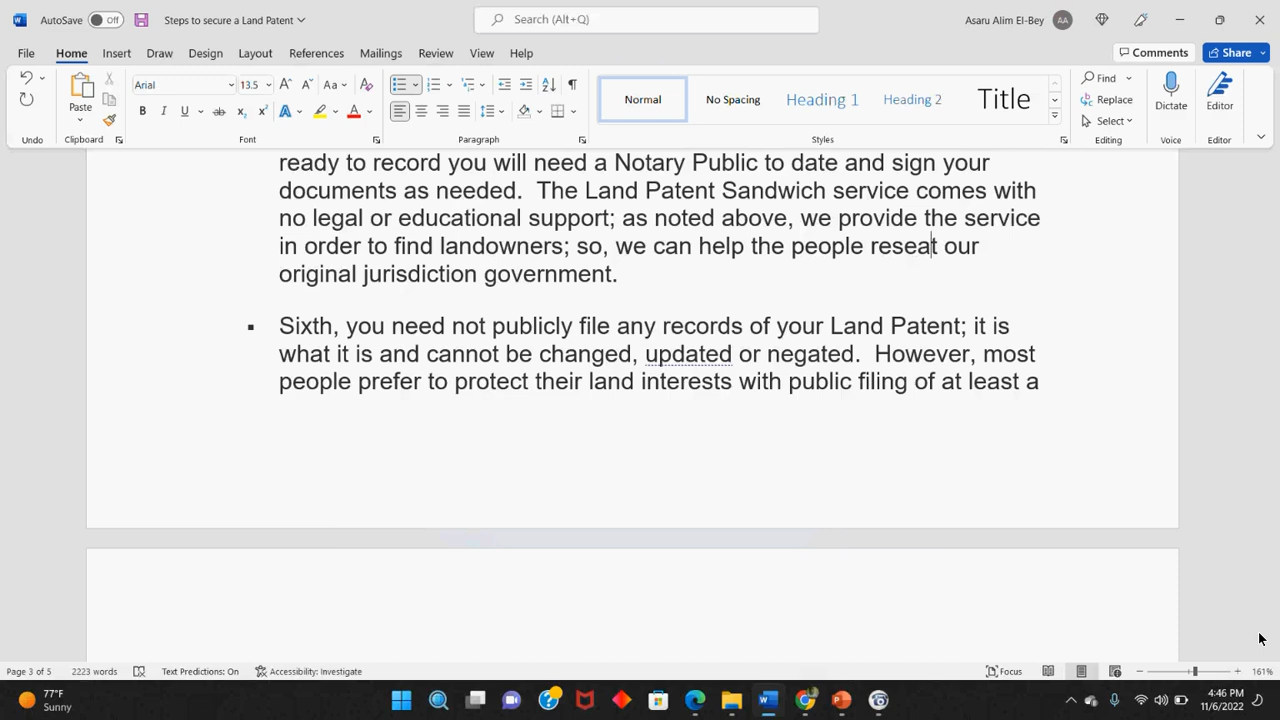 AutoSave Off Steps to secure a Land Patent Search (Alt+Q) Asaru Alim El-Bey AA
File Home Insert Draw Design Layout References Mailings Review View Help Comments Share
Arial 13.5 Aa Normal No Spacing Heading 1 Heading 2 Title Find Replace Select
Paste Dictate Editor
Undo Clipboard Font Paragraph Styles Editing Voice Editor
ready to record you will need a Notary Public to date and sign your
documents as needed.  The Land Patent Sandwich service comes with
no legal or educational support; as noted above, we provide the service
in order to find landowners; so, we can help the people reseat our
original jurisdiction government.
▪ Sixth, you need not publicly file any records of your Land Patent; it is
what it is and cannot be changed, updated or negated.  However, most
people prefer to protect their land interests with public filing of at least a
Page 3 of 5 2223 words Text Predictions: On Accessibility: Investigate Focus 161%
77°F
Sunny
4:46 PM
11/6/2022